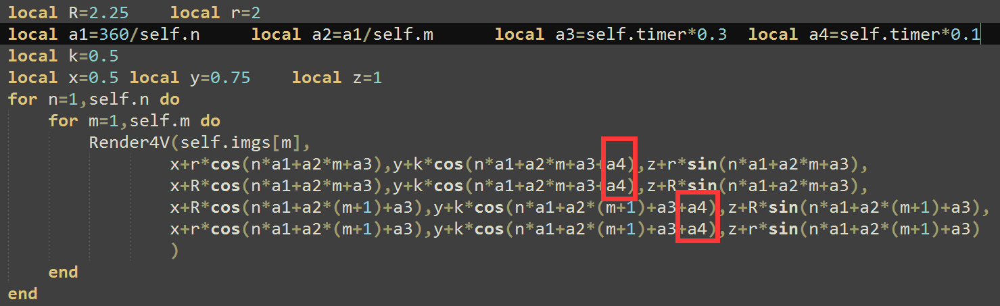 local R=2.25    local r=2
local a1=360/self.n     local a2=a1/self.m      local a3=self.timer*0.3  local a4=self.timer*0.1
local k=0.5
local x=0.5 local y=0.75    local z=1
for n=1,self.n do
    for m=1,self.m do
        Render4V(self.imgs[m],
                x+r*cos(n*a1+a2*m+a3),y+k*cos(n*a1+a2*m+a3+a4),z+r*sin(n*a1+a2*m+a3),
                x+R*cos(n*a1+a2*m+a3),y+k*cos(n*a1+a2*m+a3+a4),z+R*sin(n*a1+a2*m+a3),
                x+R*cos(n*a1+a2*(m+1)+a3),y+k*cos(n*a1+a2*(m+1)+a3+a4),z+R*sin(n*a1+a2*(m+1)+a3),
                x+r*cos(n*a1+a2*(m+1)+a3),y+k*cos(n*a1+a2*(m+1)+a3+a4),z+r*sin(n*a1+a2*(m+1)+a3)
                )
    end
end